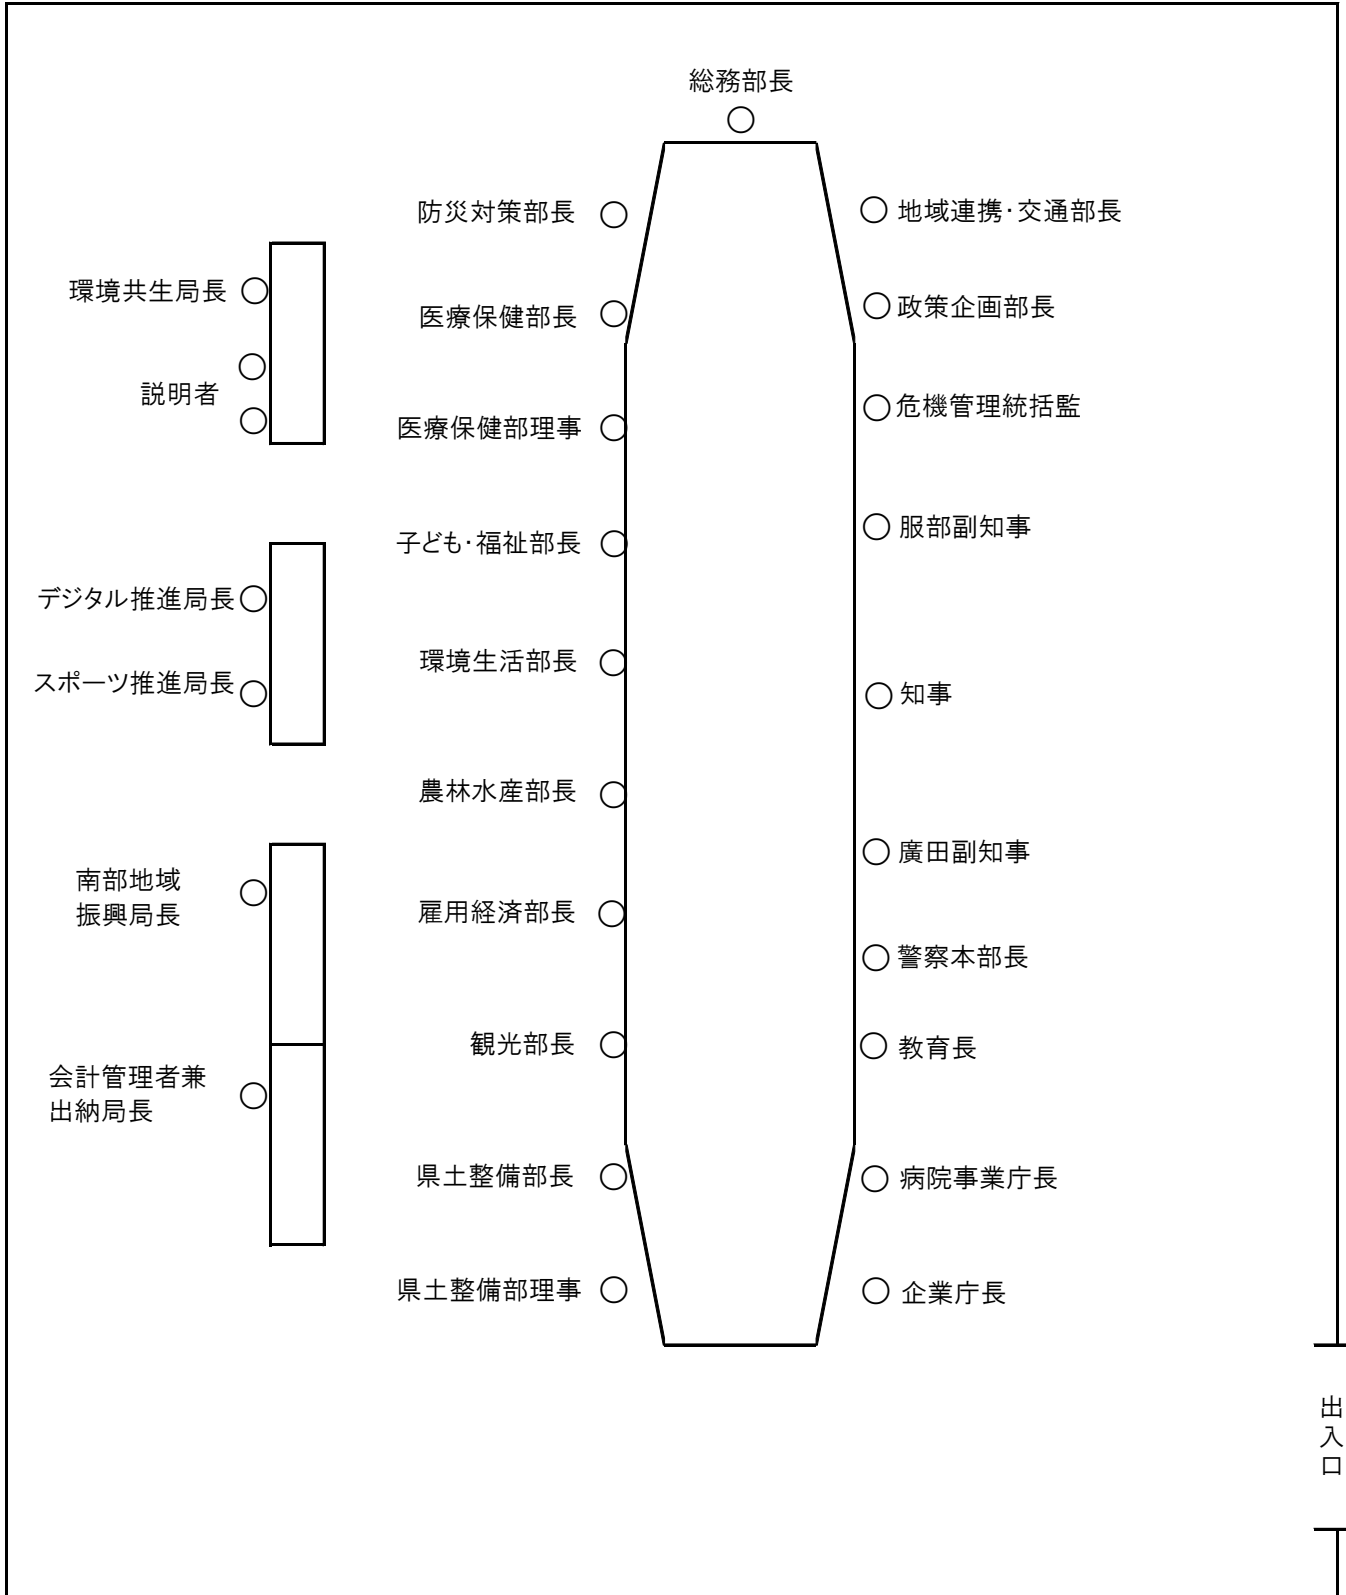 総務部長
防災対策部長
地域連携・交通部長
環境共生局長
医療保健部長
政策企画部長
説明者
医療保健部理事
危機管理統括監
子ども・福祉部長
服部副知事
デジタル推進局長
環境生活部長
スポーツ推進局長
知事
農林水産部長
廣田副知事
南部地域
振興局長
雇用経済部長
警察本部長
観光部長
教育長
会計管理者兼
出納局長
県土整備部長
病院事業庁長
県土整備部理事
企業庁長
出入口